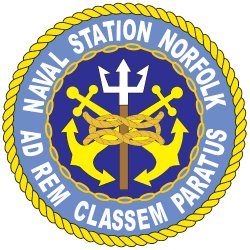 NAVAL STATION NORFOLK
AD REM CLASSEM PARATUS